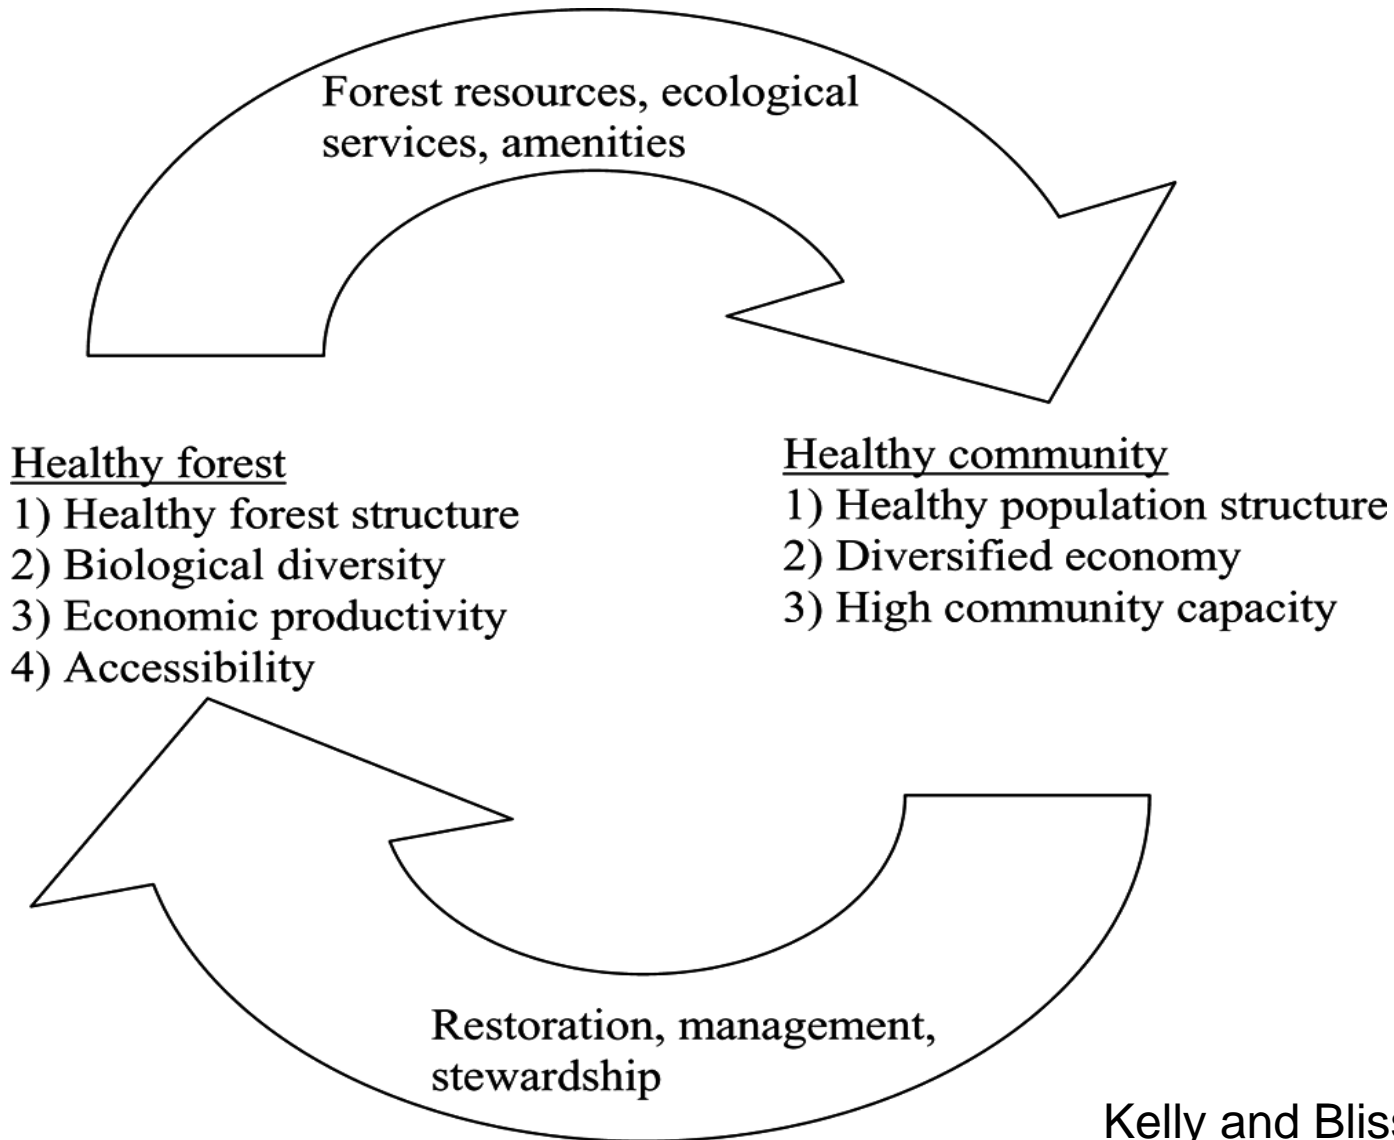 Forest resources, ecological
services, amenities
Healthy forest
1) Healthy forest structure
2) Biological diversity
3) Economic productivity
4) Accessibility
Healthy community
1) Healthy population structure
2) Diversified economy
3) High community capacity
Restoration, management,
stewardship
Kelly and Bliss